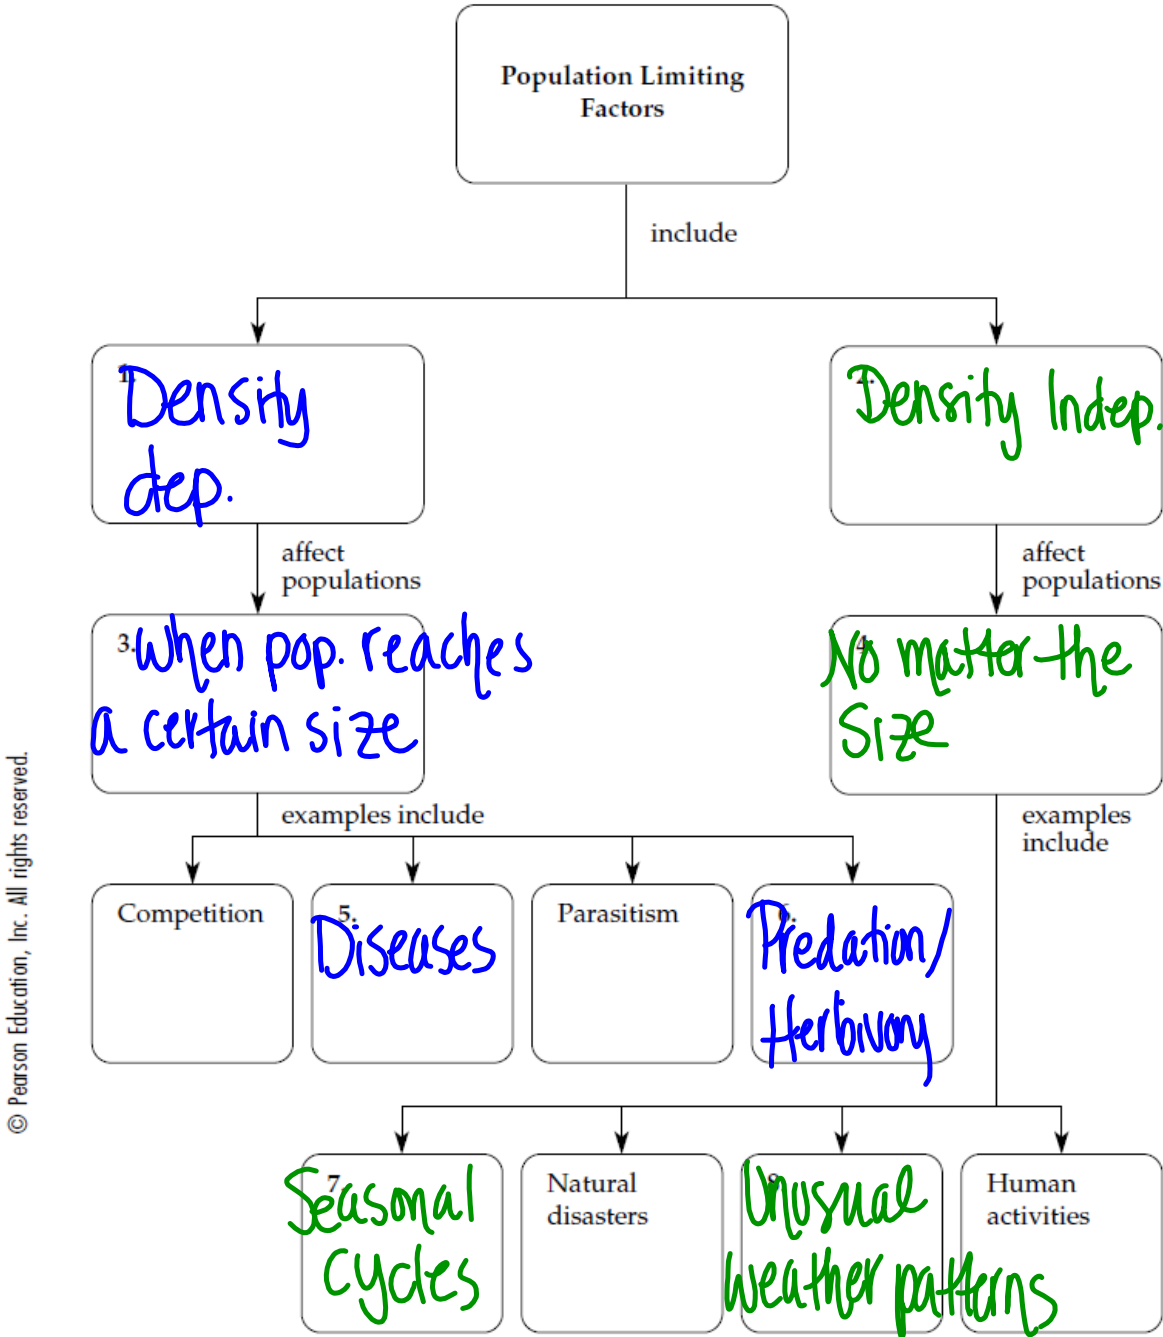 Population Limiting
Factors
include
1. Density
dep.
2. Density Indep.
affect
populations
affect
populations
3. When pop. reaches
a certain size
4. No matter the
Size
examples include
examples
include
Competition
5. Diseases
Parasitism
6. Predation/
Herbivory
7. Seasonal
cycles
Natural
disasters
8. Unusual
weather patterns
Human
activities
© Pearson Education, Inc. All rights reserved.